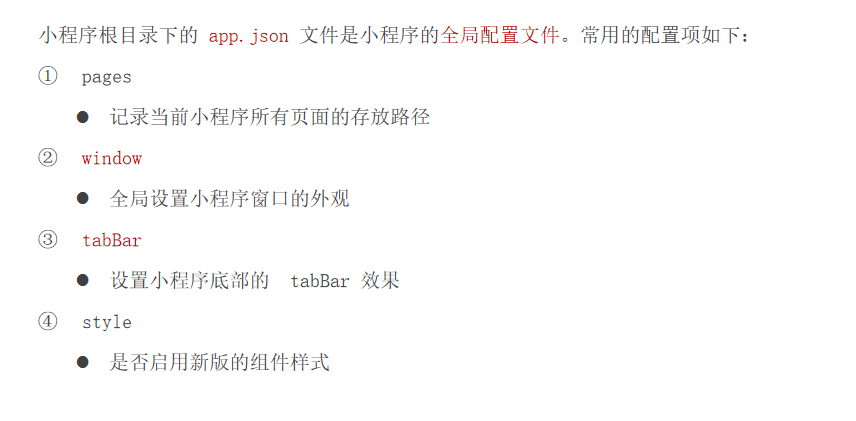 小程序根目录下的 app.json 文件是小程序的全局配置文件。常用的配置项如下：
① pages
● 记录当前小程序所有页面的存放路径
② window
● 全局设置小程序窗口的外观
③ tabBar
● 设置小程序底部的 tabBar 效果
④ style
● 是否启用新版的组件样式